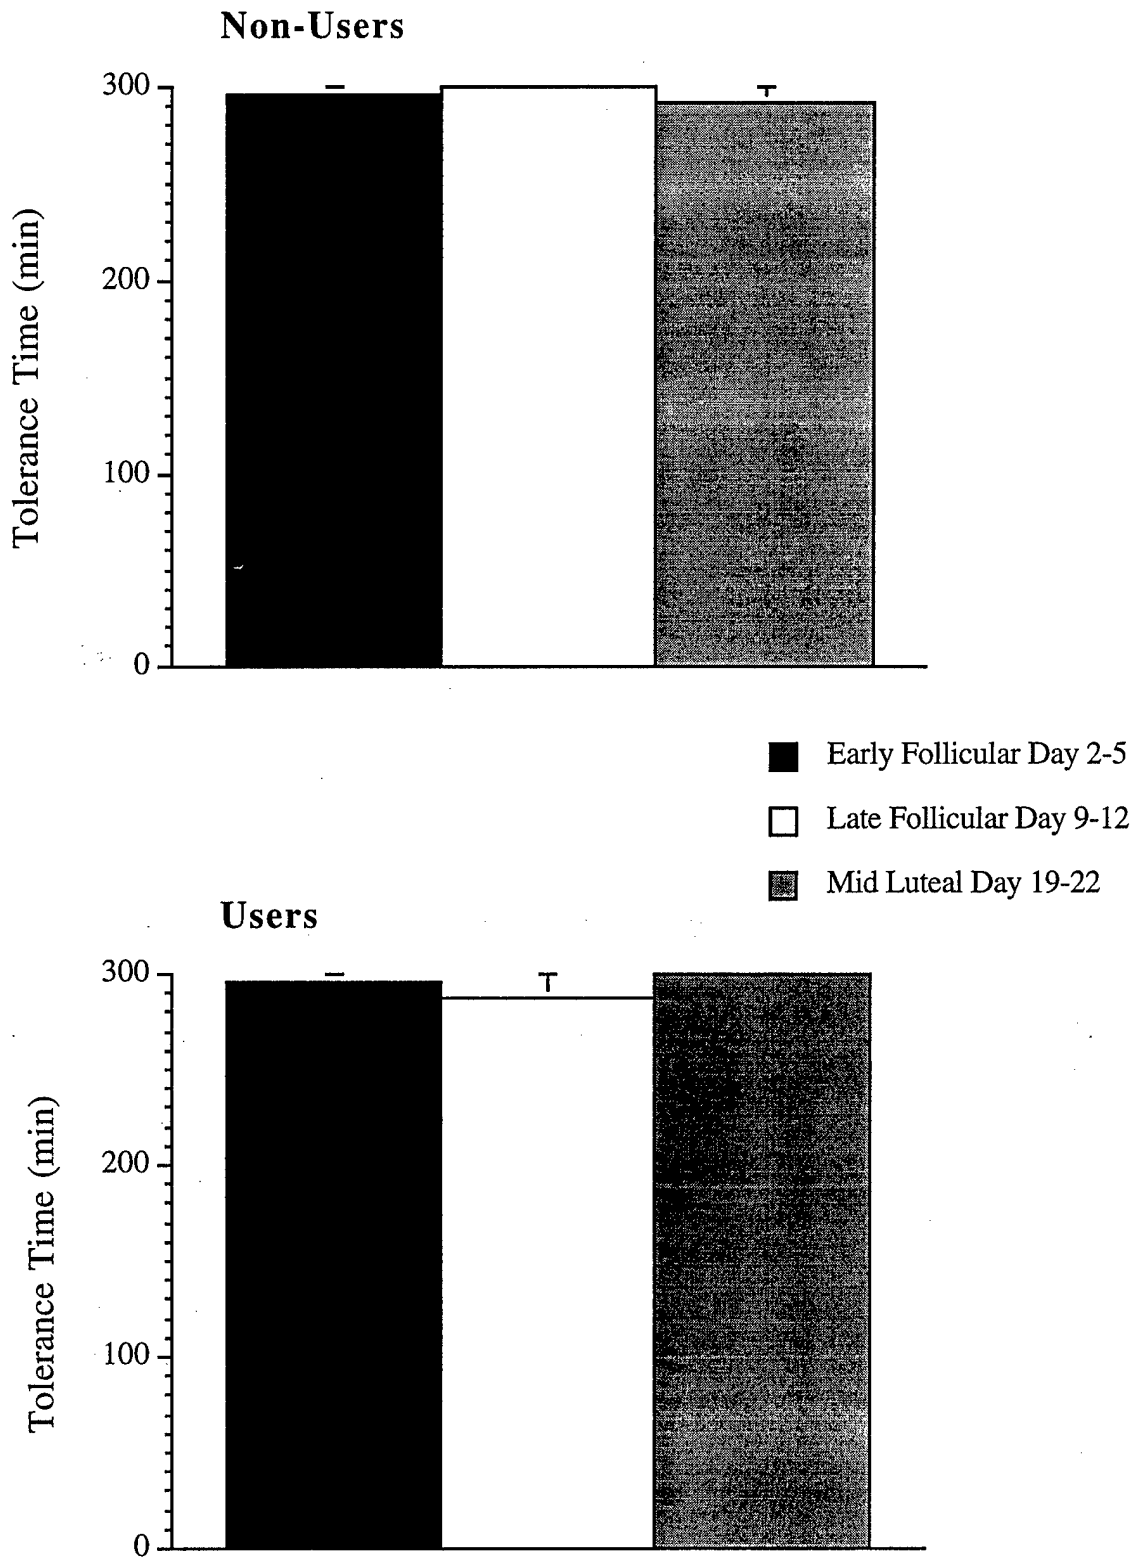 Non-Users
300
200
100
0
Tolerance Time (min)
Early Follicular Day 2-5
Late Follicular Day 9-12
Mid Luteal Day 19-22
Users
300
200
100
0
Tolerance Time (min)